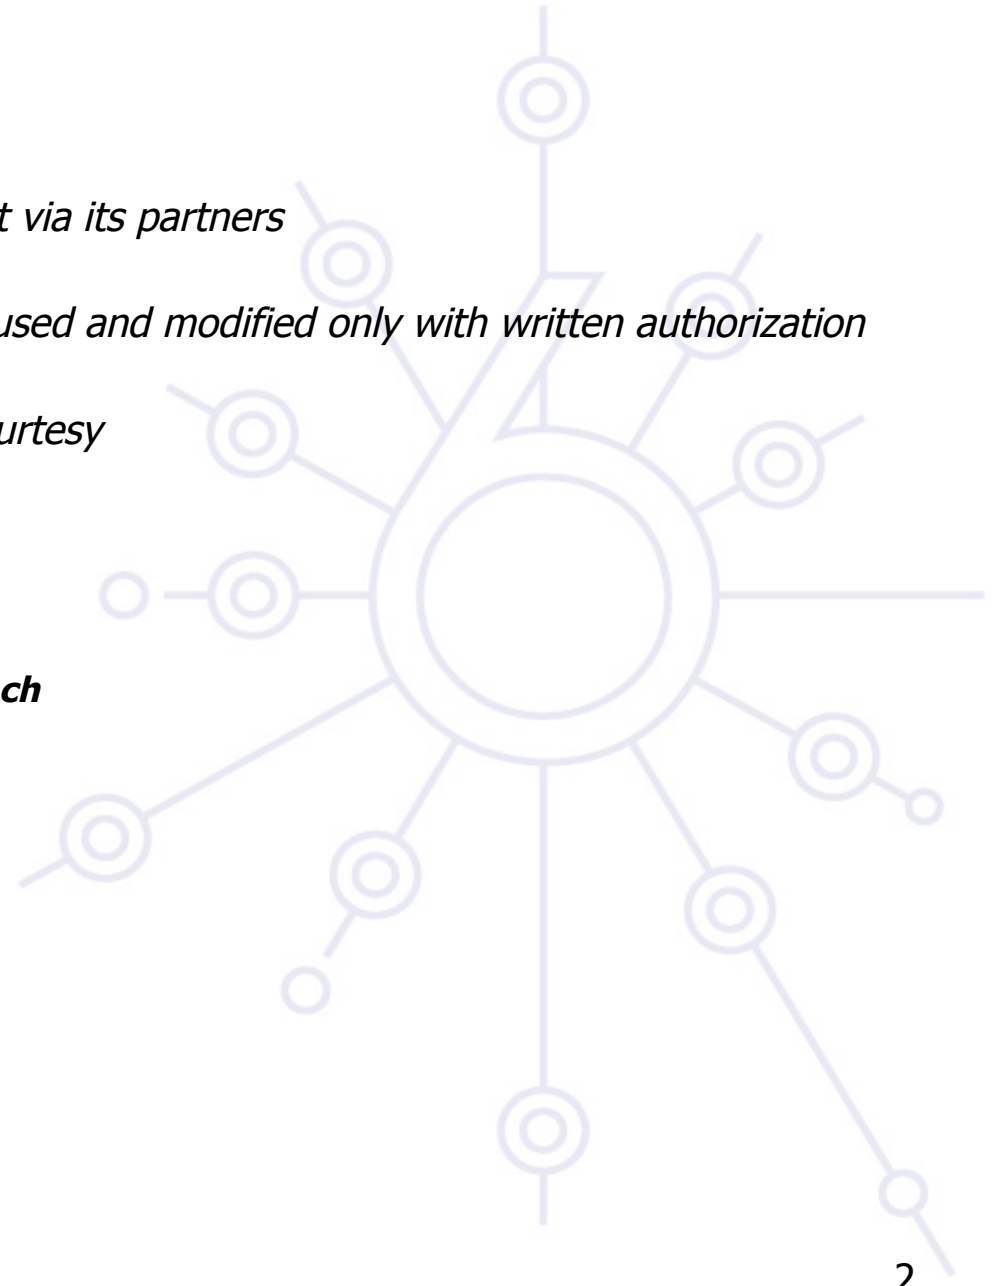 t via its partners
used and modified only with written authorization
urtesy
ch
2